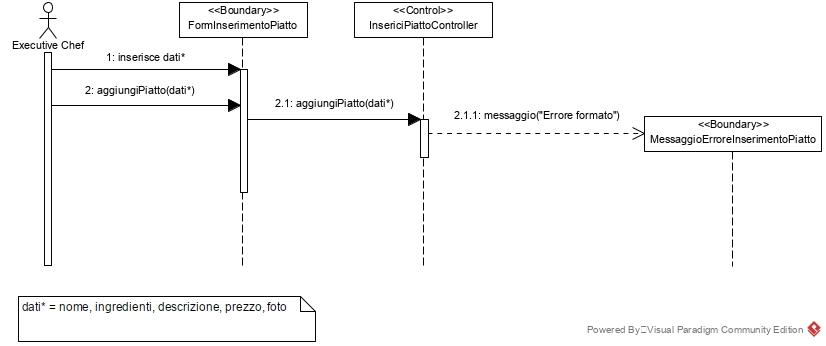 <<Boundary>>
FormInserimentoPiatto
<<Control>>
InsericiPiattoController
Executive Chef
1: inserisce dati*
2: aggiungiPiatto(dati*)
2.1: aggiungiPiatto(dati*)
2.1.1: messaggio("Errore formato")
<<Boundary>>
MessaggioErroreInserimentoPiatto
dati* = nome, ingredienti, descrizione, prezzo, foto
Powered By Visual Paradigm Community Edition